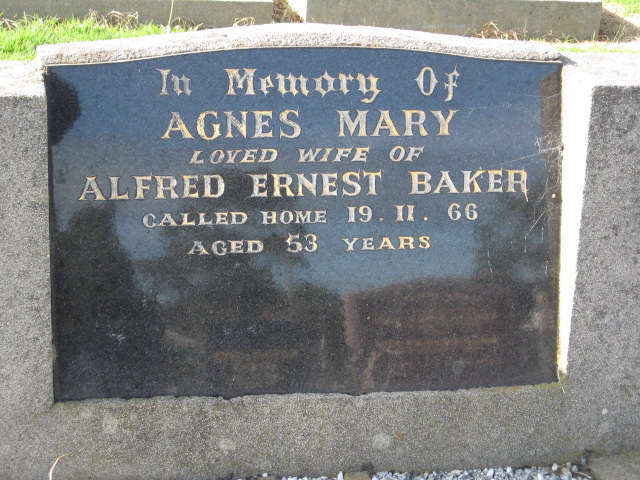 In Memory Of
AGNES MARY
LOVED WIFE OF
ALFRED ERNEST BAKER
CALLED HOME 19. 11. 66
AGED 53 YEARS